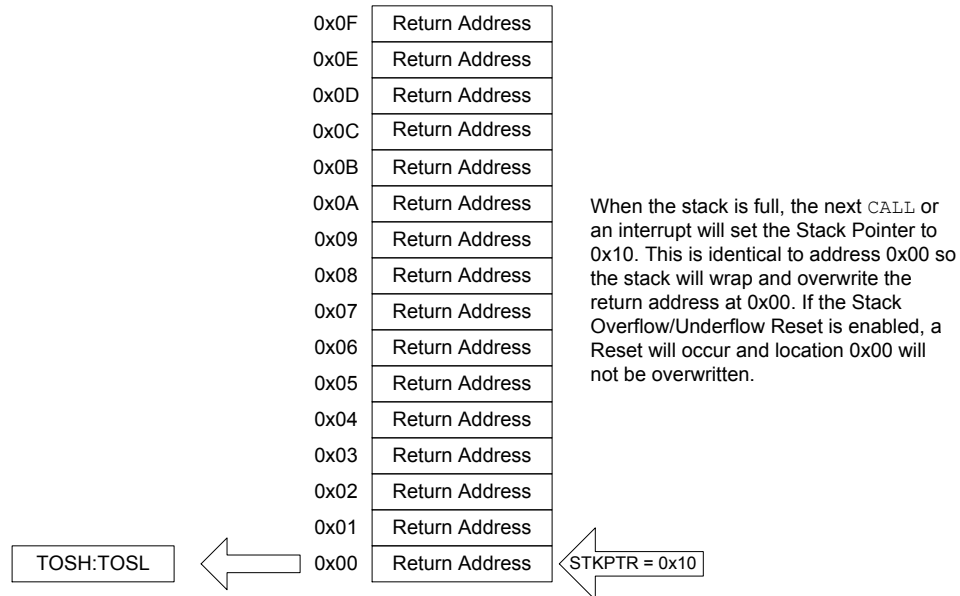 0x0F Return Address
0x0E Return Address
0x0D Return Address
0x0C Return Address
0x0B Return Address
0x0A Return Address
0x09 Return Address
0x08 Return Address
0x07 Return Address
0x06 Return Address
0x05 Return Address
0x04 Return Address
0x03 Return Address
0x02 Return Address
0x01 Return Address
TOSH:TOSL 0x00 Return Address STKPTR = 0x10
When the stack is full, the next CALL or
an interrupt will set the Stack Pointer to
0x10. This is identical to address 0x00 so
the stack will wrap and overwrite the
return address at 0x00. If the Stack
Overflow/Underflow Reset is enabled, a
Reset will occur and location 0x00 will
not be overwritten.